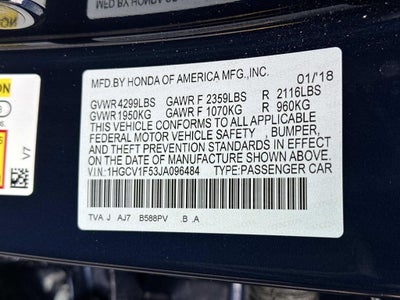 MFD.BY HONDA OF AMERICA MFG.,INC. 01/'18
GVWR 4299LBS GAWR F 2359LBS R 2116LBS
GVWR 1950KG GAWR F 1070KG R 960KG
THIS VEHICLE CONFORMS TO ALL APPLICABLE
FEDERAL MOTOR VEHICLE SAFETY , BUMPER,
AND THEFT PREVENTION STANDARDS IN EFFECT
ON THE DATE OF MANUFACTURE SHOWN ABOVE.
V.I.N.:1HGCV1F53JA096484 TYPE:PASSENGER CAR
TVA J AJ7 B588PV .B .A
V7